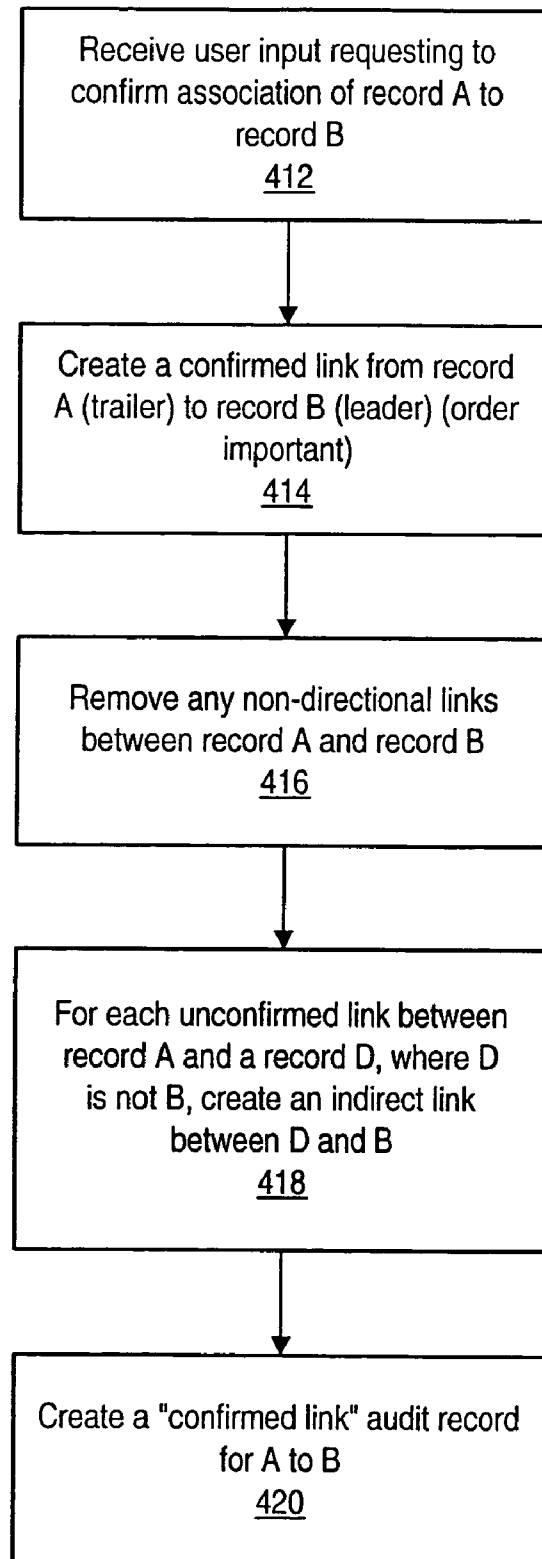 Receive user input requesting to
confirm association of record A to
record B
412
Create a confirmed link from record
A (trailer) to record B (leader) (order
important)
414
Remove any non-directional links
between record A and record B
416
For each unconfirmed link between
record A and a record D, where D
is not B, create an indirect link
between D and B
418
Create a "confirmed link" audit record
for A to B
420